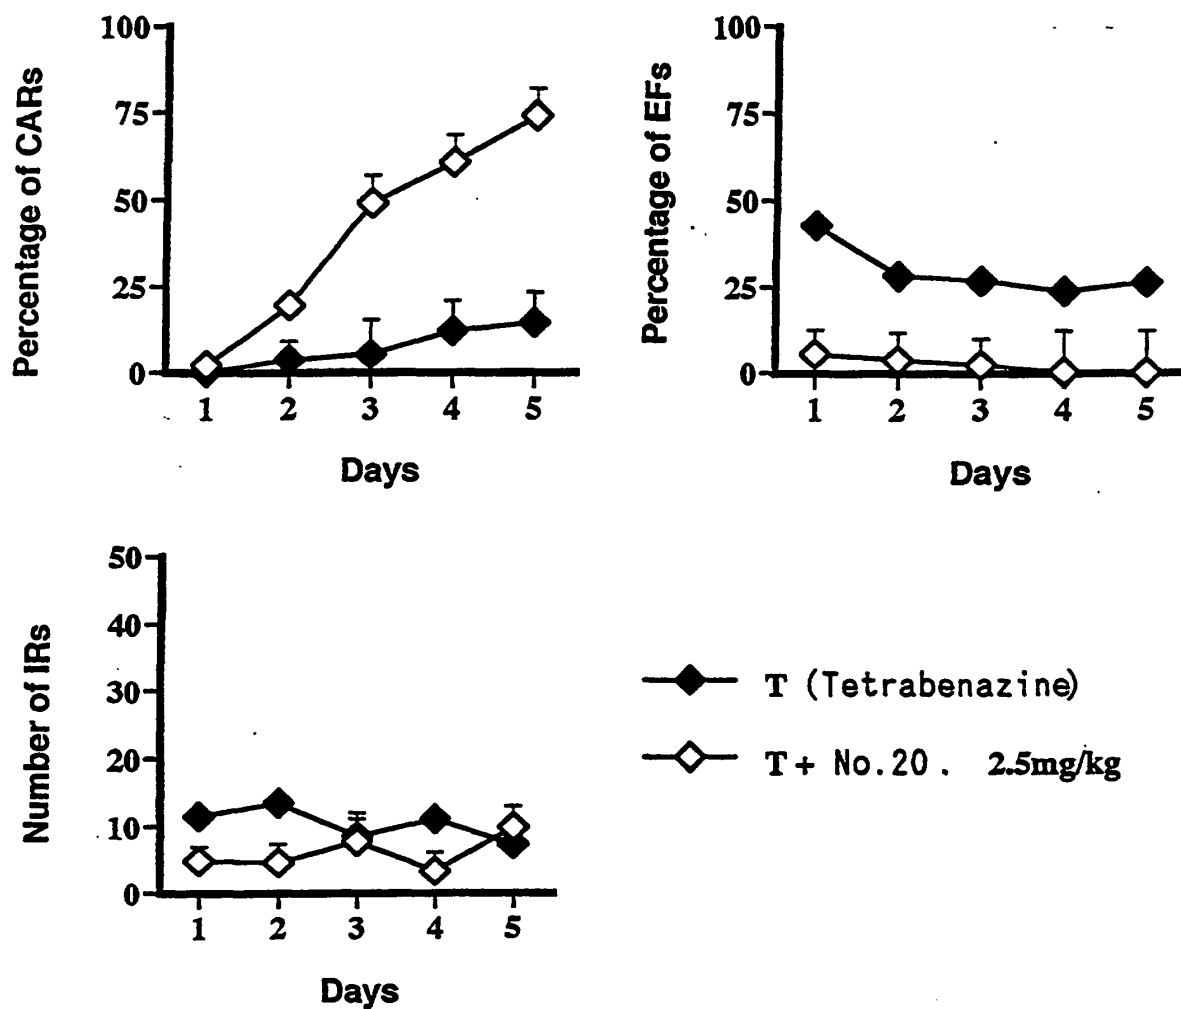 Percentage of CARs
100
75
50
25
0
1 2 3 4 5
Days
Percentage of EFs
100
75
50
25
0
1 2 3 4 5
Days
Number of IRs
50
40
30
20
10
0
1 2 3 4 5
Days
T (Tetrabenazine)
T + No.20. 2.5mg/kg